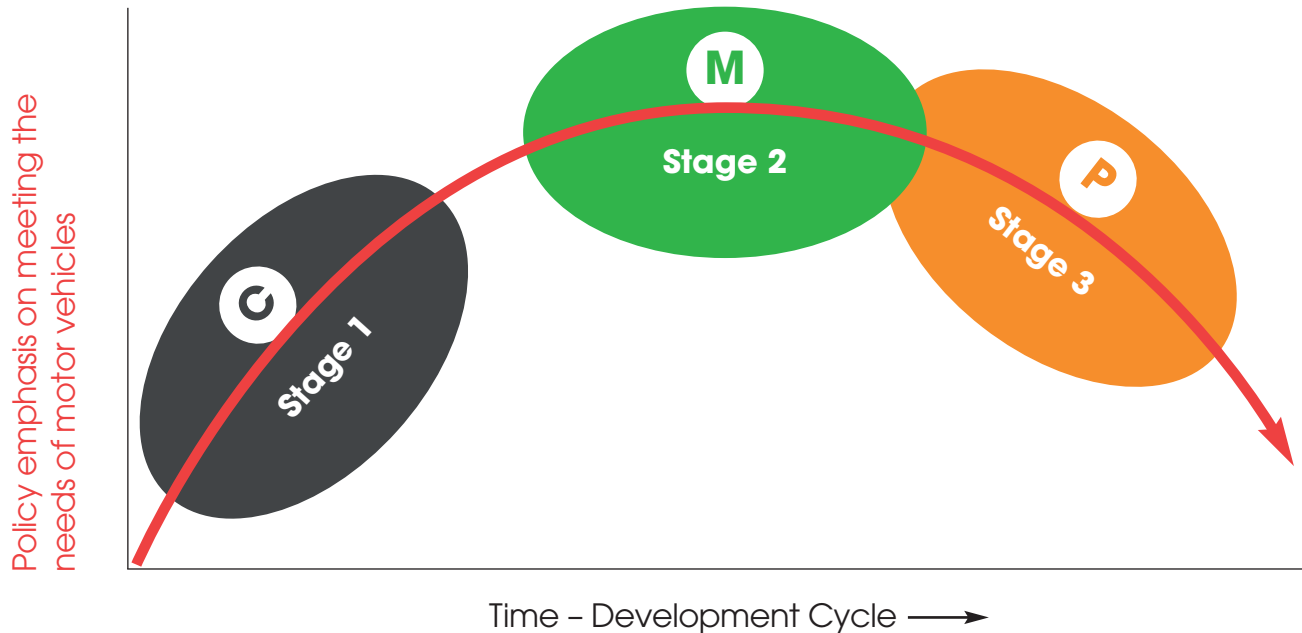 Policy emphasis on meeting the
needs of motor vehicles
C
Stage 1
M
Stage 2
P
Stage 3
Time – Development Cycle